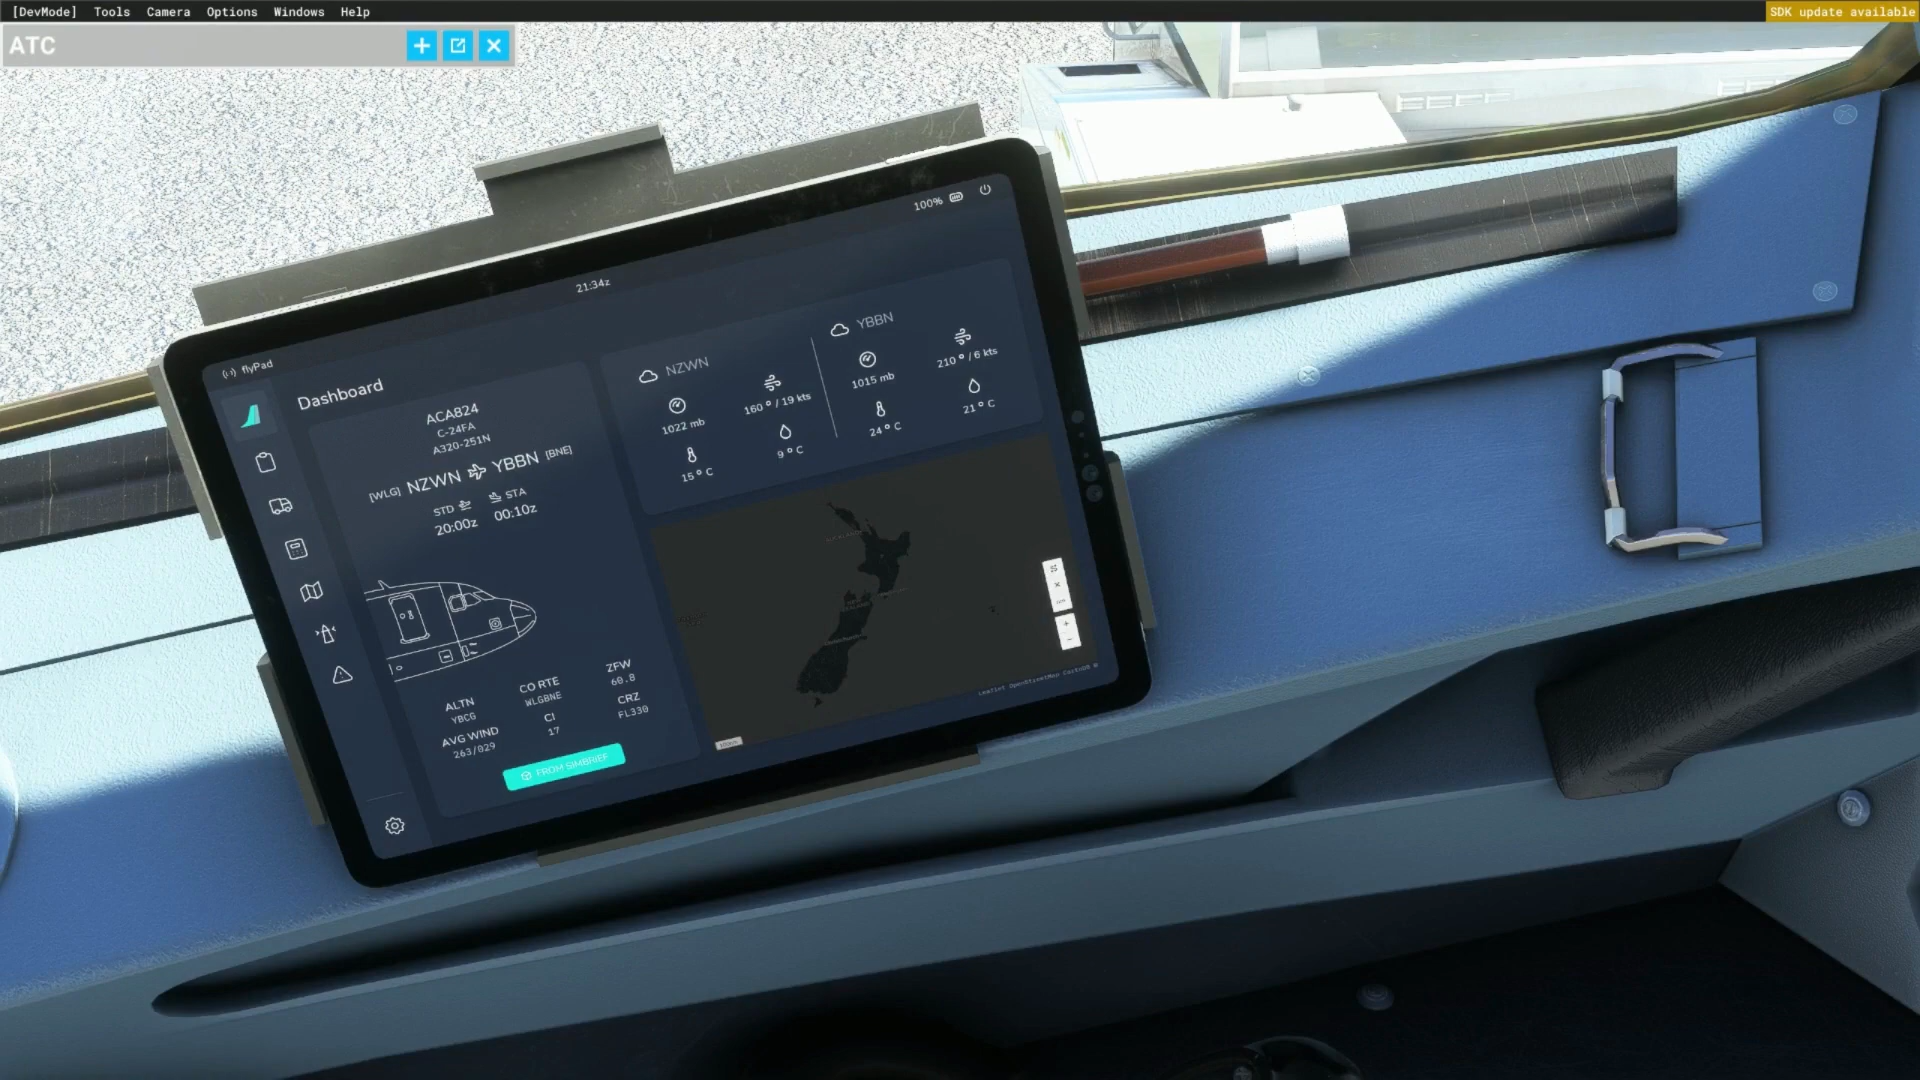 [DevMode] Tools Camera Options Windows Help
SDK update available
ATC
100%
21:34z
flyPad
Dashboard
ACA824
C-24FA
A320-251N
[WLG] NZWN YBBN [BNE]
STD STA
20:00z 00:10z
ALTN
YBCG
CO RTE
WLGBNE
ZFW
60.8
AVG WIND
263/029
CI
17
CRZ
FL330
FROM SIMBRIEF
NZWN
1022 mb
160 º / 19 kts
15 º C
9 º C
YBBN
1015 mb
210 º / 6 kts
24 º C
21 º C
Leaflet OpenStreetMap CartoDB